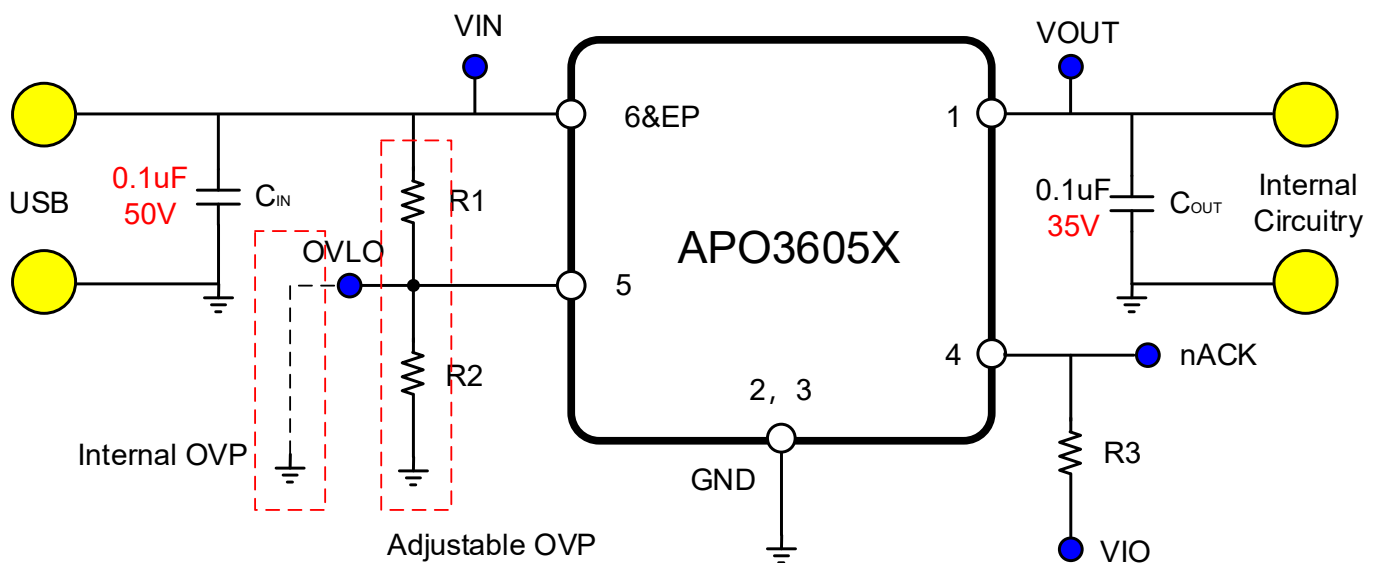 VIN
VOUT
6&EP
1
0.1uF
50V
CIN
R1
USB
OVLO
APO3605X
0.1uF
35V
COUT
Internal
Circuitry
5
R2
4
nACK
2, 3
Internal OVP
GND
R3
Adjustable OVP
VIO